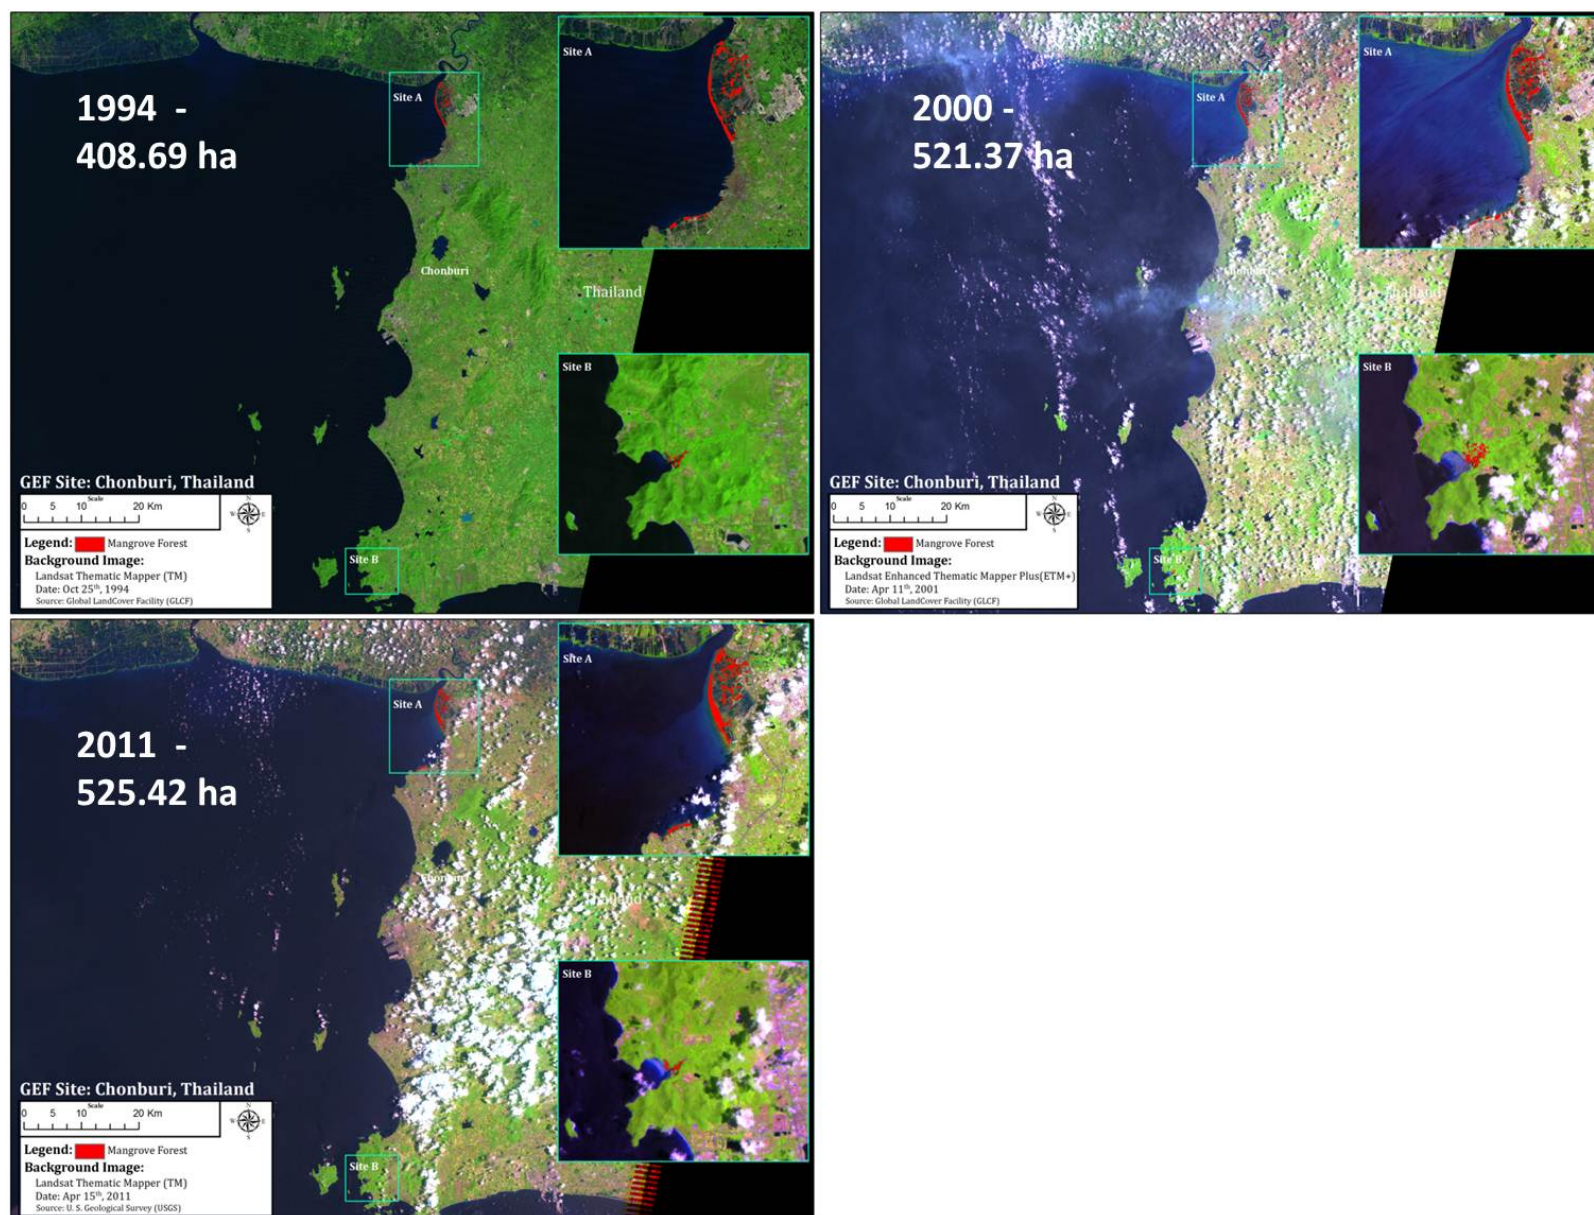 1994 -
408.69 ha
Site A
Site A
Chonburi
Thailand
Site B
GEF Site: Chonburi, Thailand
Scale
0 5 10 20 Km
N
W E
S
Legend: Mangrove Forest
Background Image:
Landsat Thematic Mapper (TM)
Date: Oct 25th, 1994
Source: Global LandCover Facility (GLCF)
Site B
2000 -
521.37 ha
Site A
Site A
Chonburi
Thailand
Site B
GEF Site: Chonburi, Thailand
Scale
0 5 10 20 Km
N
W E
S
Legend: Mangrove Forest
Background Image:
Landsat Enhanced Thematic Mapper Plus(ETM+)
Date: Apr 11th, 2001
Source: Global LandCover Facility (GLCF)
Site B
2011 -
525.42 ha
Site A
Site A
Chonburi
Thailand
Site B
GEF Site: Chonburi, Thailand
Scale
0 5 10 20 Km
N
W E
S
Legend: Mangrove Forest
Background Image:
Landsat Thematic Mapper (TM)
Date: Apr 15th, 2011
Source: U. S. Geological Survey (USGS)
Site B